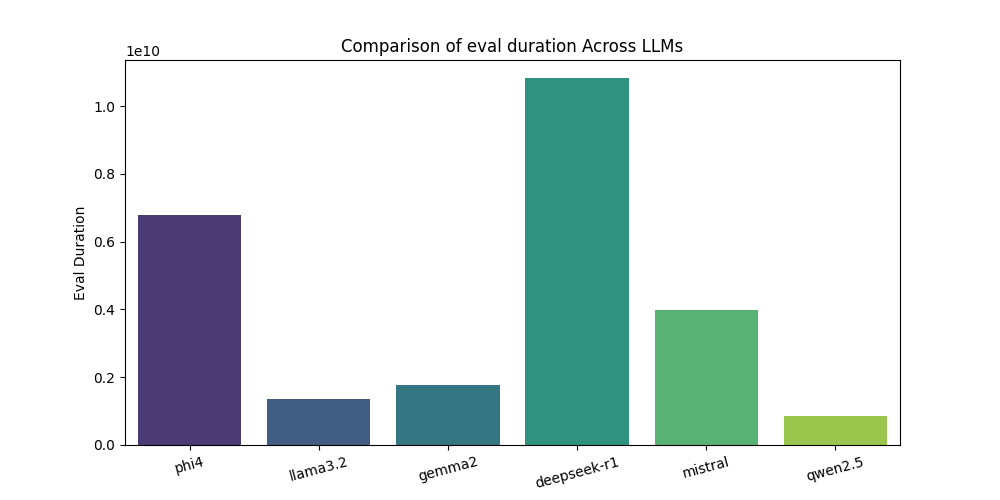 Comparison of eval duration Across LLMs
1e10
1.0
0.8
0.6
0.4
0.2
0.0
Eval Duration
phi4
llama3.2
gemma2
deepseek-r1
mistral
qwen2.5